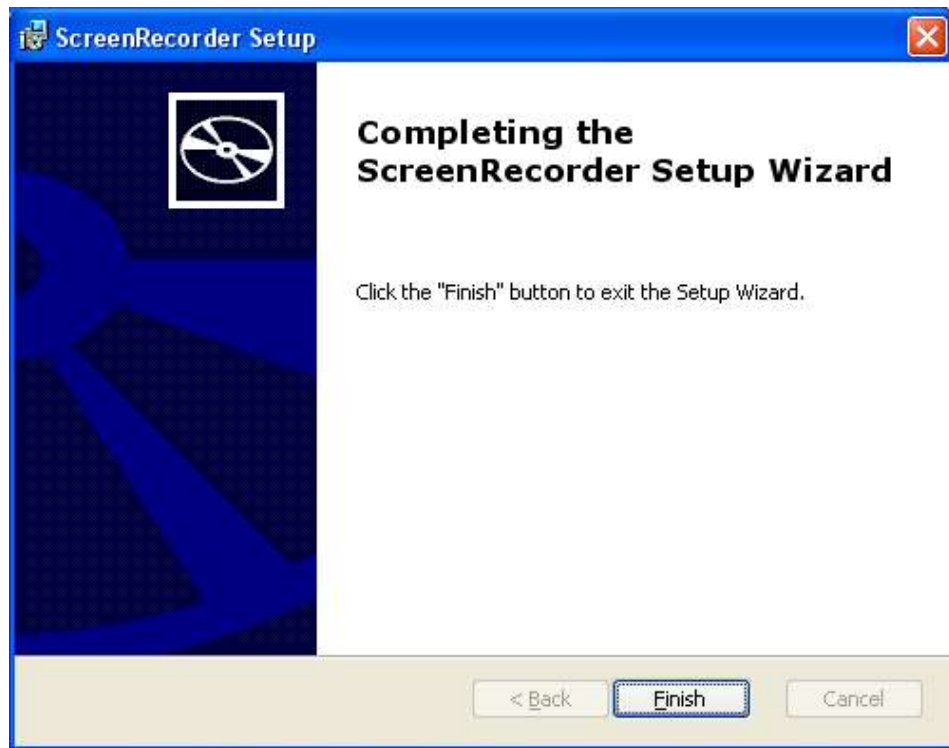 ScreenRecorder Setup
Completing the
ScreenRecorder Setup Wizard
Click the "Finish" button to exit the Setup Wizard.
< Back
Finish
Cancel